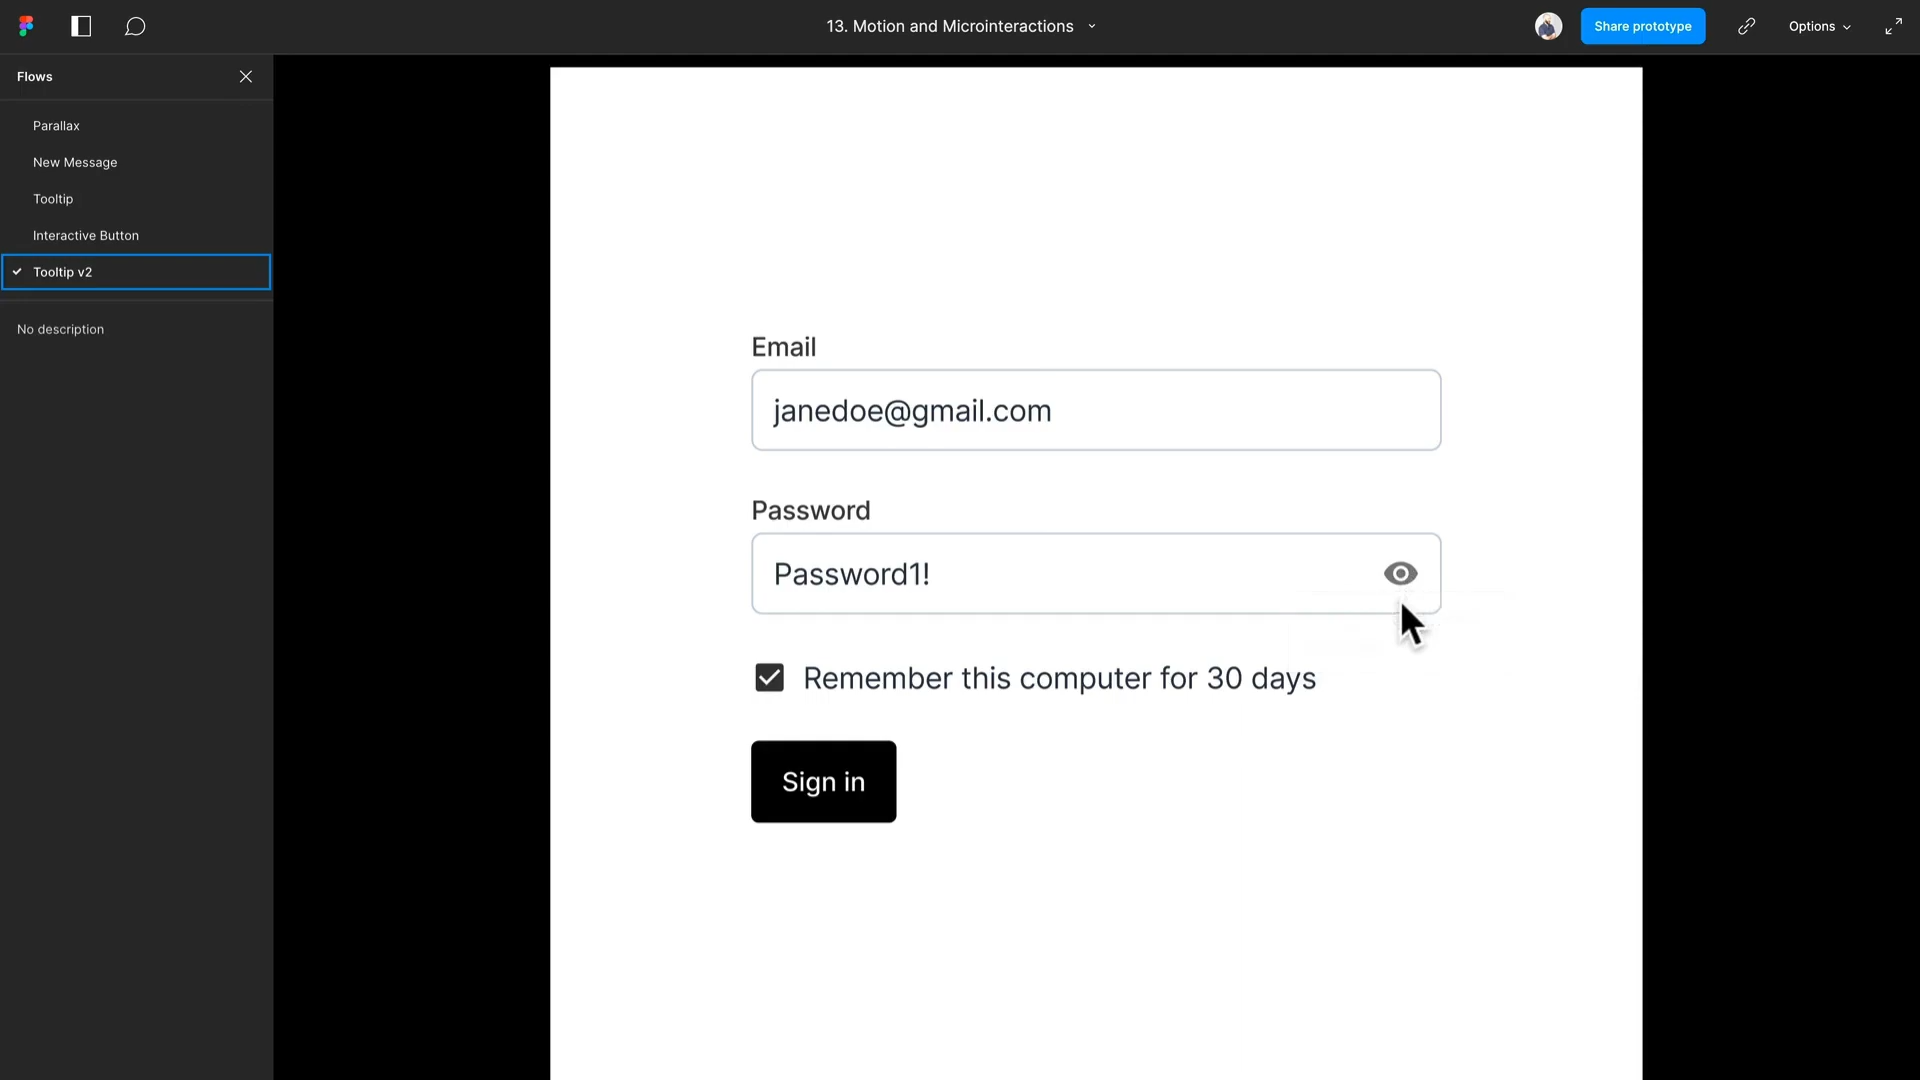 13. Motion and Microinteractions
Share prototype
Options
Flows
Parallax
New Message
Tooltip
Interactive Button
Tooltip v2
No description
Email
janedoe@gmail.com
Password
Password1!
Remember this computer for 30 days
Sign in